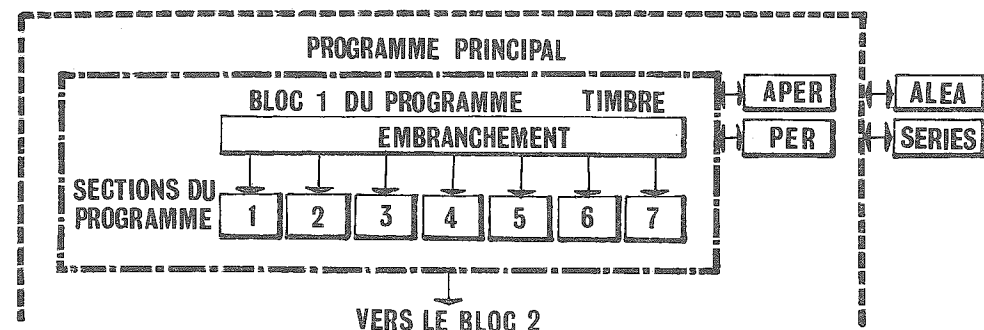 PROGRAMME PRINCIPAL
BLOC 1 DU PROGRAMME TIMBRE
APER
ALEA
EMBRANCHEMENT
PER
SERIES
SECTIONS DU
PROGRAMME
1 2 3 4 5 6 7
VERS LE BLOC 2